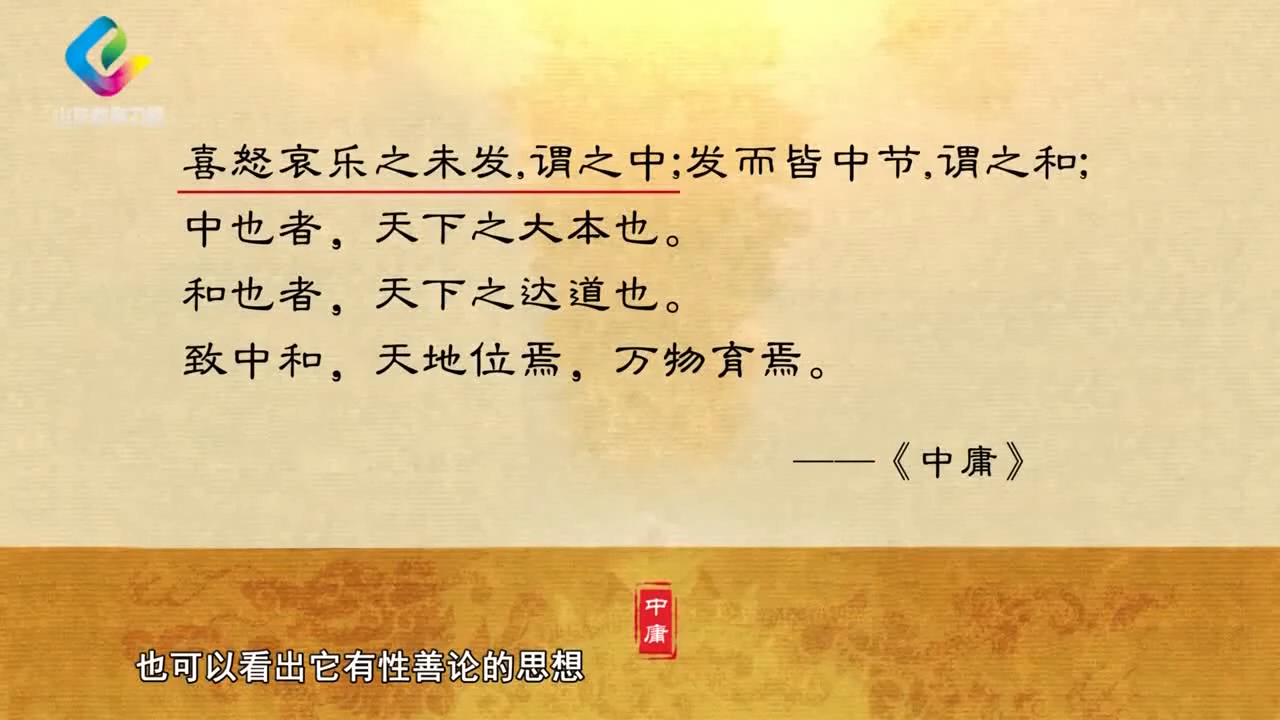 喜怒哀乐之未发,谓之中;发而皆中节,谓之和;
中也者，天下之大本也。
和也者，天下之达道也。
致中和，天地位焉，万物育焉。
——《中庸》
中庸
也可以看出它有性善论的思想